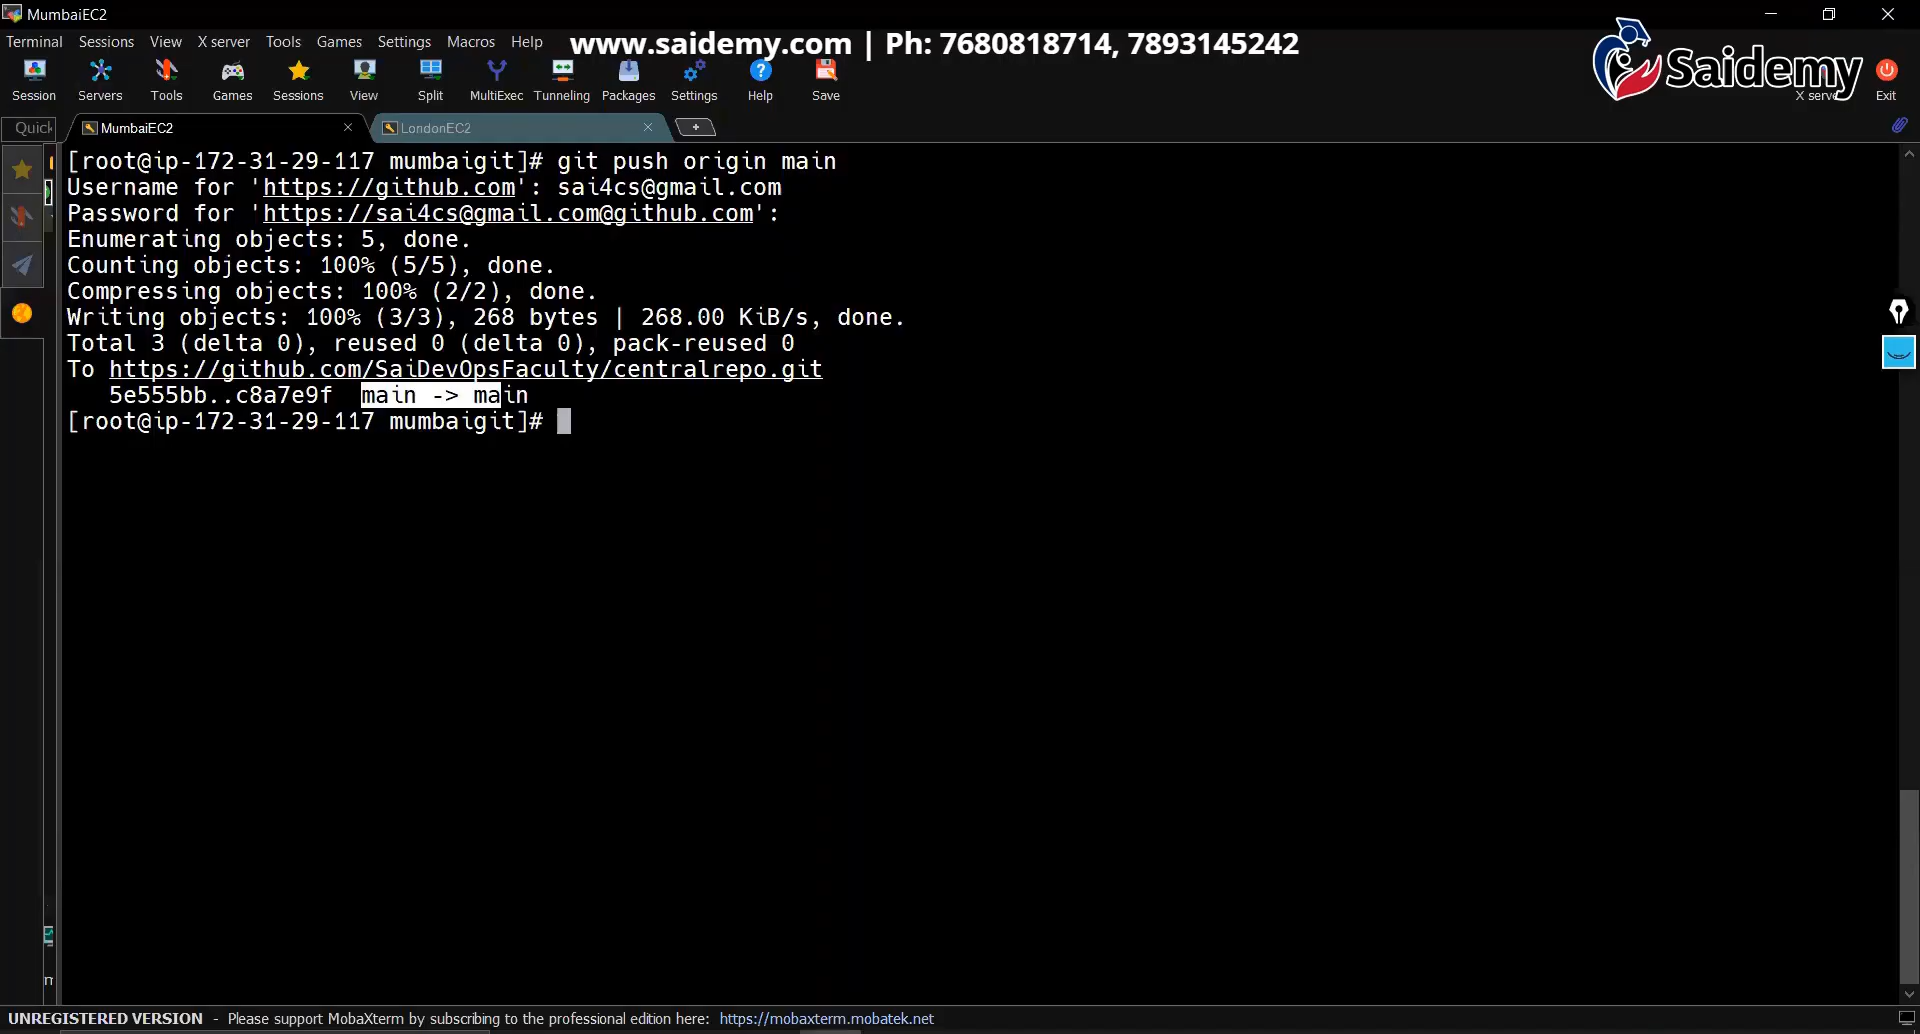 MumbaiEC2
Terminal Sessions View X server Tools Games Settings Macros Help
www.saidemy.com | Ph: 7680818714, 7893145242
Saidemy
Session Servers Tools Games Sessions View Split MultiExec Tunneling Packages Settings Help Save X serve Exit
Quick MumbaiEC2 LondonEC2
[root@ip-172-31-29-117 mumbaigit]# git push origin main
Username for 'https://github.com': sai4cs@gmail.com
Password for 'https://sai4cs@gmail.com@github.com':
Enumerating objects: 5, done.
Counting objects: 100% (5/5), done.
Compressing objects: 100% (2/2), done.
Writing objects: 100% (3/3), 268 bytes | 268.00 KiB/s, done.
Total 3 (delta 0), reused 0 (delta 0), pack-reused 0
To https://github.com/SaiDevOpsFaculty/centralrepo.git
5e555bb..c8a7e9f main -> main
[root@ip-172-31-29-117 mumbaigit]#
UNREGISTERED VERSION - Please support MobaXterm by subscribing to the professional edition here: https://mobaxterm.mobatek.net